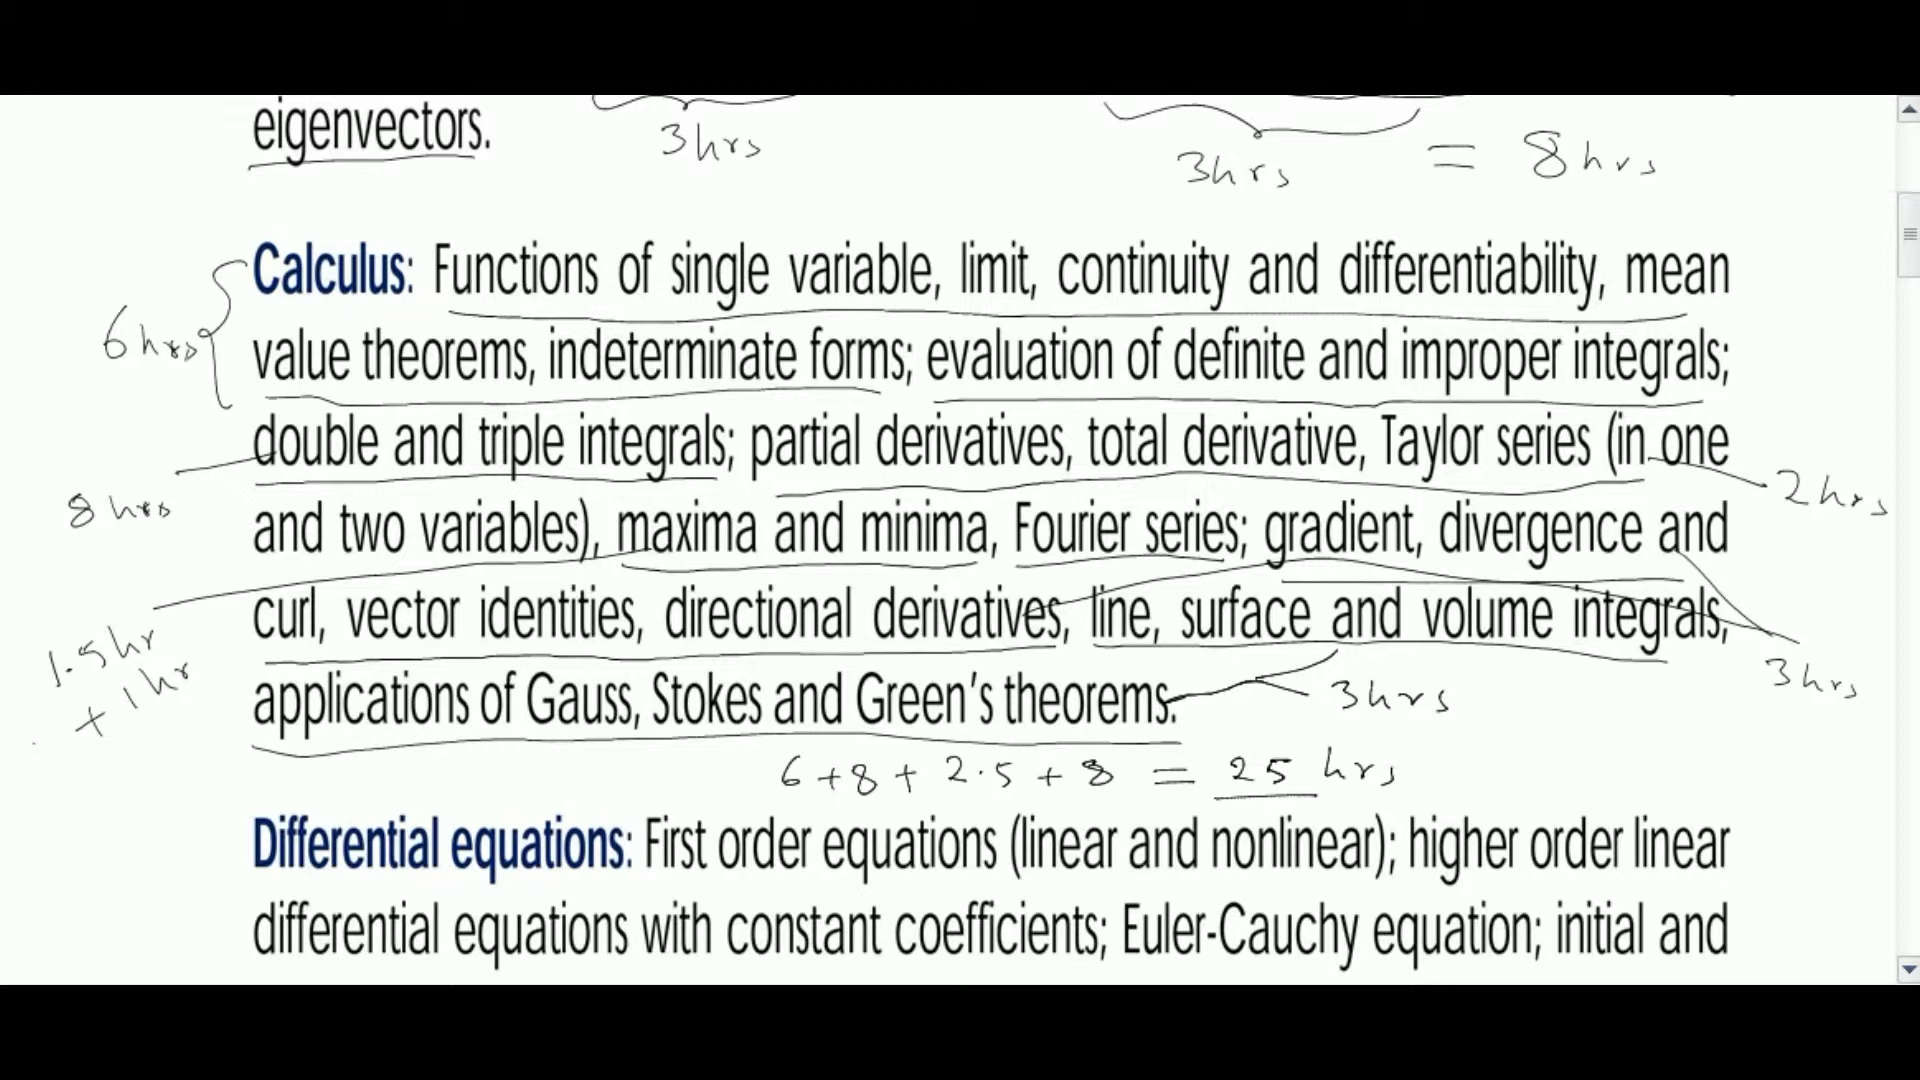 eigenvectors.
3hrs
3hrs
= 8hrs
Calculus: Functions of single variable, limit, continuity and differentiability, mean
6hrs
value theorems, indeterminate forms; evaluation of definite and improper integrals;
double and triple integrals; partial derivatives, total derivative, Taylor series (in one
8hrs
2hrs
and two variables), maxima and minima, Fourier series; gradient, divergence and
curl, vector identities, directional derivatives, line, surface and volume integrals,
1.5hr
+ 1hr
3hrs
applications of Gauss, Stokes and Green's theorems.
3hrs
6+8+2.5+8 = 25 hrs
Differential equations: First order equations (linear and nonlinear); higher order linear
differential equations with constant coefficients; Euler-Cauchy equation; initial and